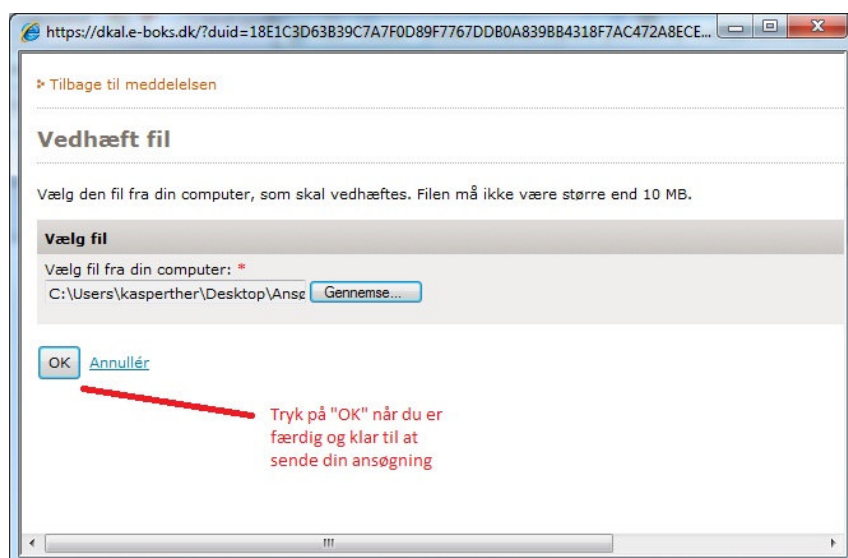 https://dkal.e-boks.dk/?duid=18E1C3D63B39C7A7F0D89F7767DDB0A839BB4318F7AC472A8ECE...
Tilbage til meddelelsen
Vedhæft fil
Vælg den fil fra din computer, som skal vedhæftes. Filen må ikke være større end 10 MB.
Vælg fil
Vælg fil fra din computer: *
C:\Users\kasperther\Desktop\Ansø Gennemse...
OK Annullér
Tryk på "OK" når du er
færdig og klar til at
sende din ansøgning